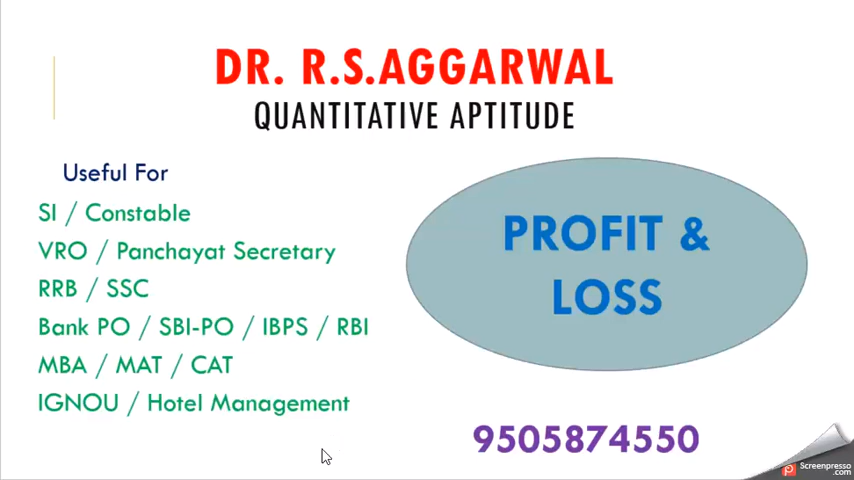 DR. R.S.AGGARWAL
QUANTITATIVE APTITUDE
Useful For
SI / Constable
VRO / Panchayat Secretary
RRB / SSC
Bank PO / SBI-PO / IBPS / RBI
MBA / MAT / CAT
IGNOU / Hotel Management
PROFIT &
LOSS
9505874550
Screenpresso
.com